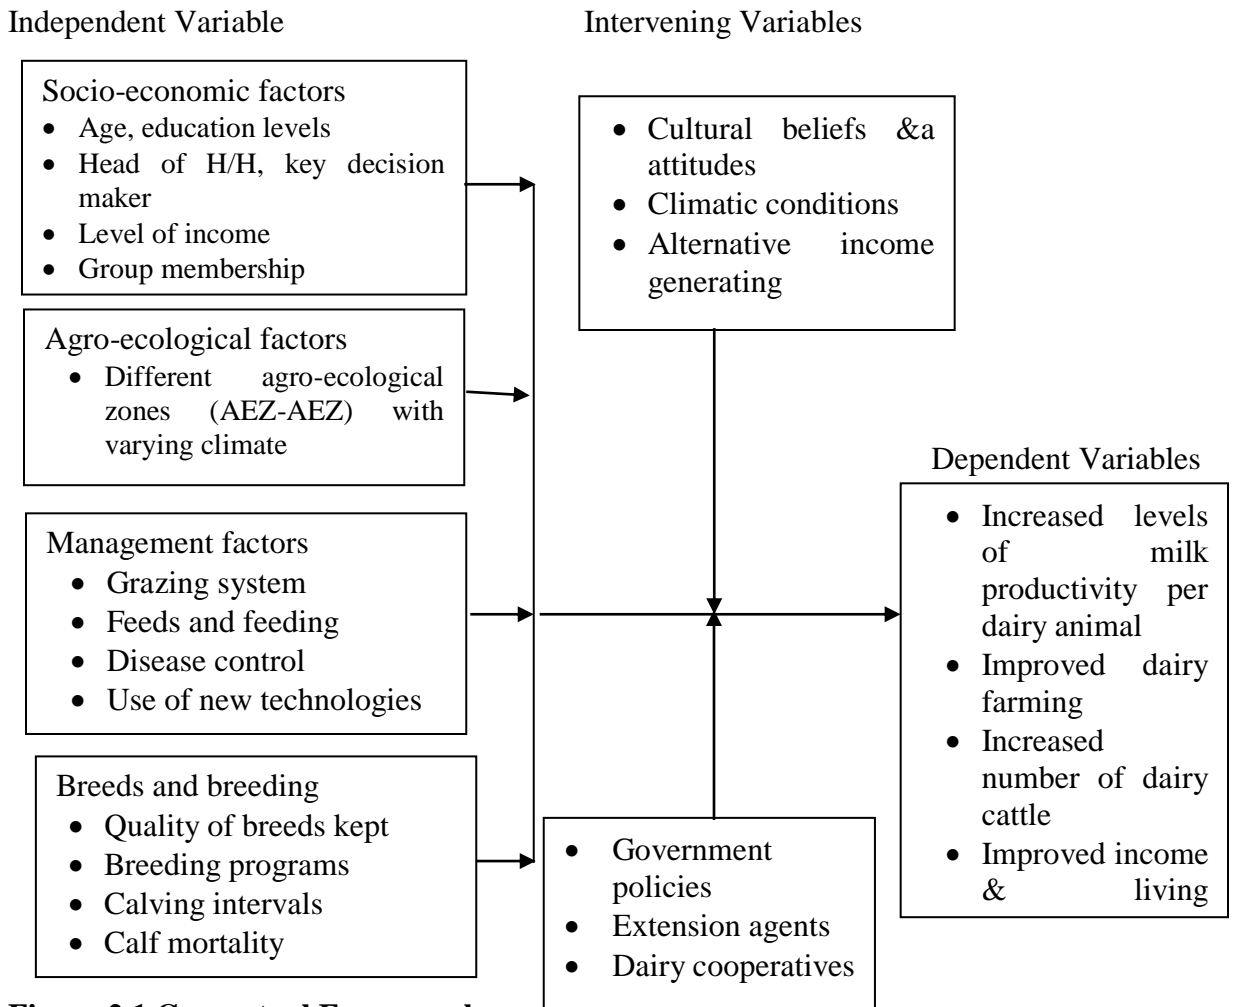 Independent Variable
Intervening Variables
Socio-economic factors
• Age, education levels
• Head of H/H, key decision
maker
• Level of income
• Group membership
• Cultural beliefs &a
attitudes
• Climatic conditions
• Alternative income
generating
Agro-ecological factors
• Different agro-ecological
zones (AEZ-AEZ) with
varying climate
Management factors
• Grazing system
• Feeds and feeding
• Disease control
• Use of new technologies
Breeds and breeding
• Quality of breeds kept
• Breeding programs
• Calving intervals
• Calf mortality
• Government
policies
• Extension agents
• Dairy cooperatives
Dependent Variables
• Increased levels
of milk
productivity per
dairy animal
• Improved dairy
farming
• Increased
number of dairy
cattle
• Improved income
& living